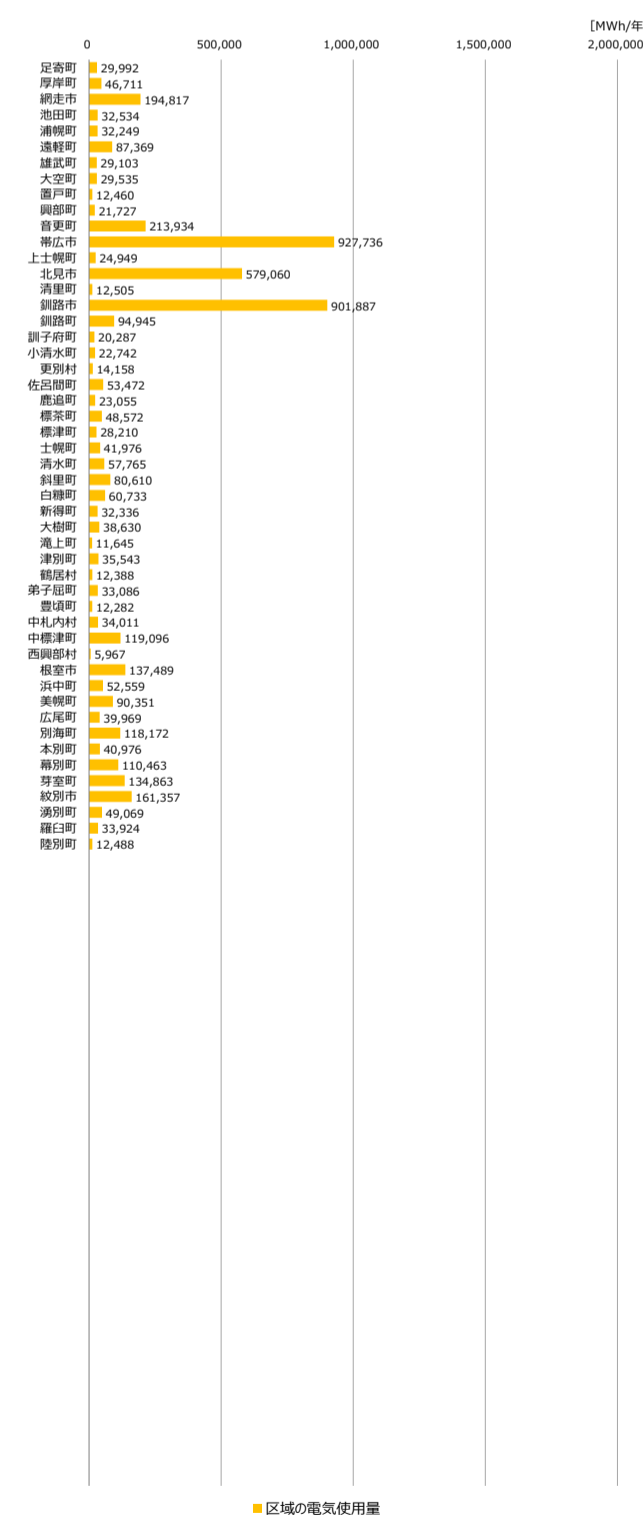 [MWh/年
0 500,000 1,000,000 1,500,000 2,000,000
足寄町 29,992
厚岸町 46,711
網走市 194,817
池田町 32,534
浦幌町 32,249
遠軽町 87,369
雄武町 29,103
大空町 29,535
置戸町 12,460
興部町 21,727
音更町 213,934
帯広市 927,736
上士幌町 24,949
北見市 579,060
清里町 12,505
釧路市 901,887
釧路町 94,945
訓子府町 20,287
小清水町 22,742
更別村 14,158
佐呂間町 53,472
鹿追町 23,055
標茶町 48,572
標津町 28,210
士幌町 41,976
清水町 57,765
斜里町 80,610
白糠町 60,733
新得町 32,336
大樹町 38,630
滝上町 11,645
津別町 35,543
鶴居村 12,388
弟子屈町 33,086
豊頃町 12,282
中札内村 34,011
中標津町 119,096
西興部村 5,967
根室市 137,489
浜中町 52,559
美幌町 90,351
広尾町 39,969
別海町 118,172
本別町 40,976
幕別町 110,463
芽室町 134,863
紋別市 161,357
湧別町 49,069
羅臼町 33,924
陸別町 12,488
区域の電気使用量